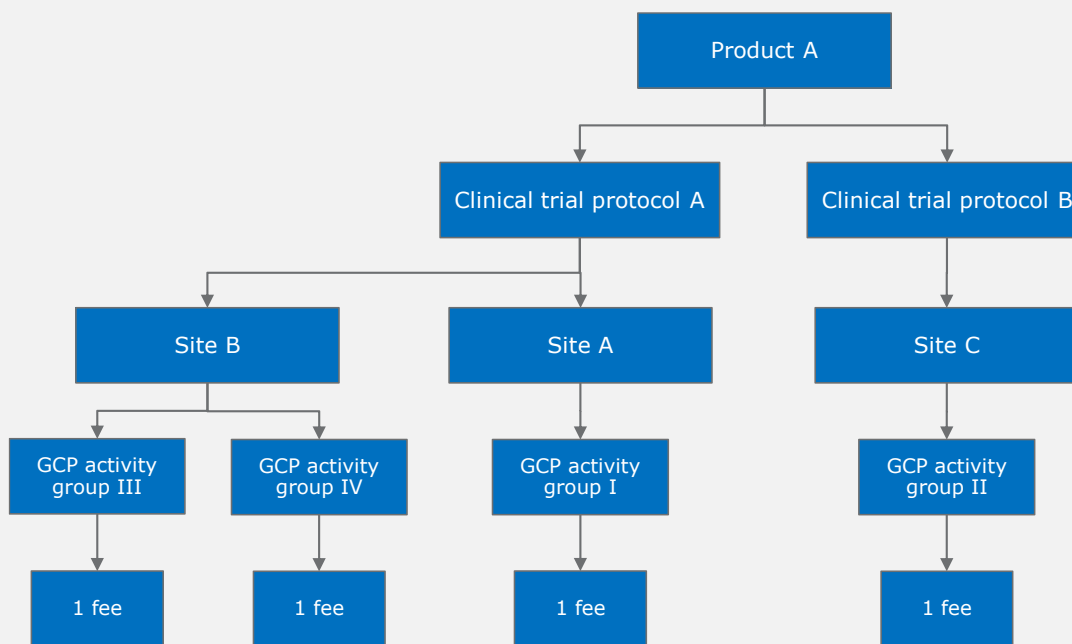 Product A
Clinical trial protocol A
Clinical trial protocol B
Site B
Site A
Site C
GCP activity
group III
GCP activity
group IV
GCP activity
group I
GCP activity
group II
1 fee
1 fee
1 fee
1 fee